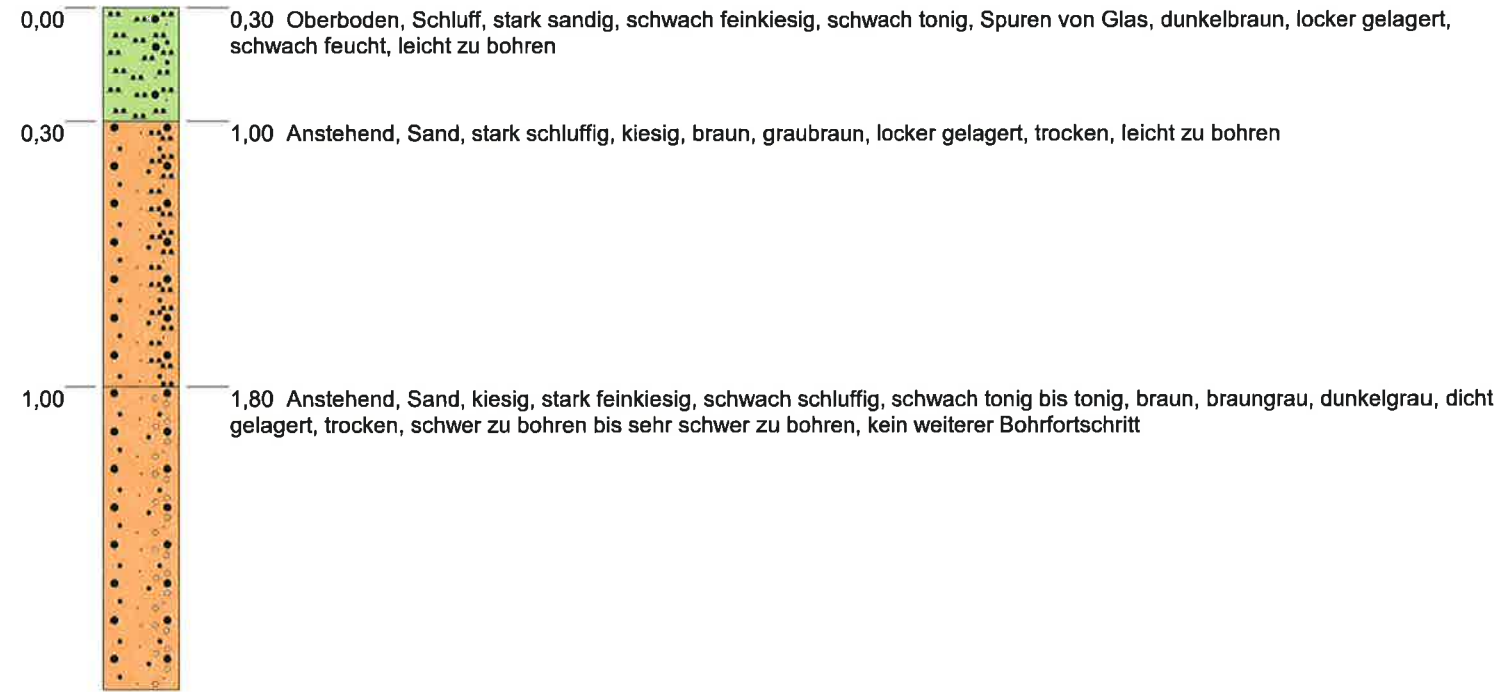 0,00 0,30 Oberboden, Schluff, stark sandig, schwach feinkiesig, schwach tonig, Spuren von Glas, dunkelbraun, locker gelagert,
schwach feucht, leicht zu bohren
0,30 1,00 Anstehend, Sand, stark schluffig, kiesig, braun, graubraun, locker gelagert, trocken, leicht zu bohren
1,00 1,80 Anstehend, Sand, kiesig, stark feinkiesig, schwach schluffig, schwach tonig bis tonig, braun, braungrau, dunkelgrau, dicht
gelagert, trocken, schwer zu bohren bis sehr schwer zu bohren, kein weiterer Bohrfortschritt